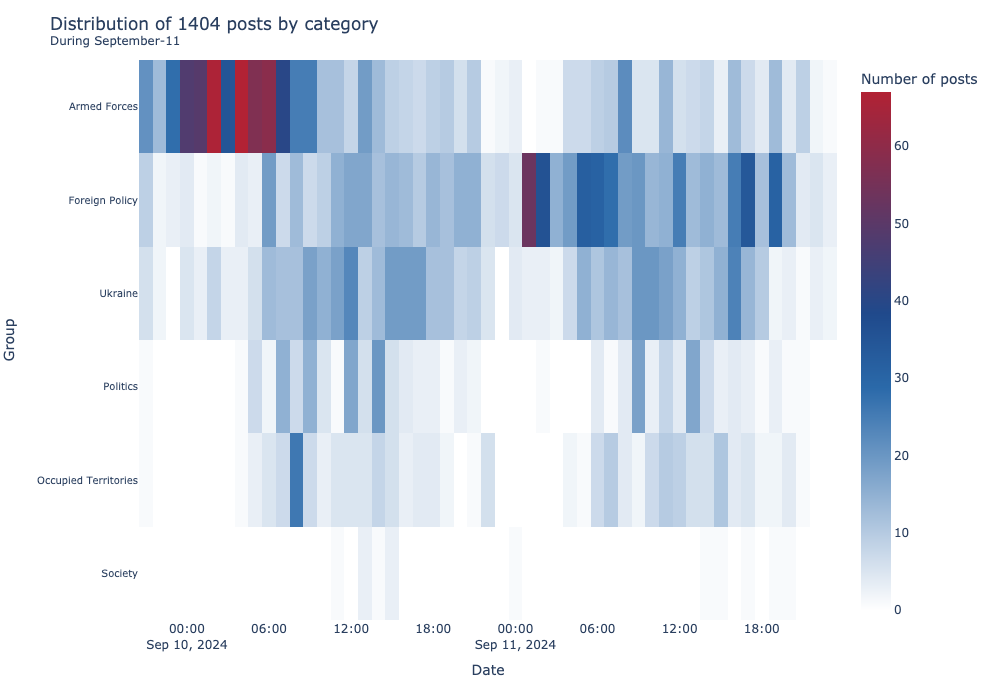 Distribution of 1404 posts by category
During September-11
Number of posts
Armed Forces
Foreign Policy
Ukraine
Politics
Occupied Territories
Society
Group
60
50
40
30
20
10
0
00:00 06:00 12:00 18:00 00:00 06:00 12:00 18:00
Sep 10, 2024 Sep 11, 2024
Date